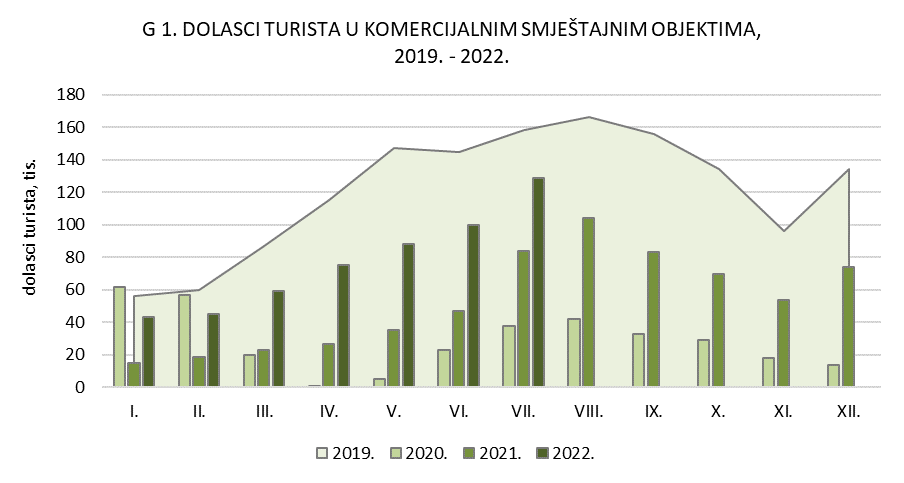 G 1. DOLASCI TURISTA U KOMERCIJALNIM SMJEŠTAJNIM OBJEKTIMA,
2019. - 2022.
dolasci turista, tis.
180
160
140
120
100
80
60
40
20
0
I. II. III. IV. V. VI. VII. VIII. IX. X. XI. XII.
2019. 2020. 2021. 2022.